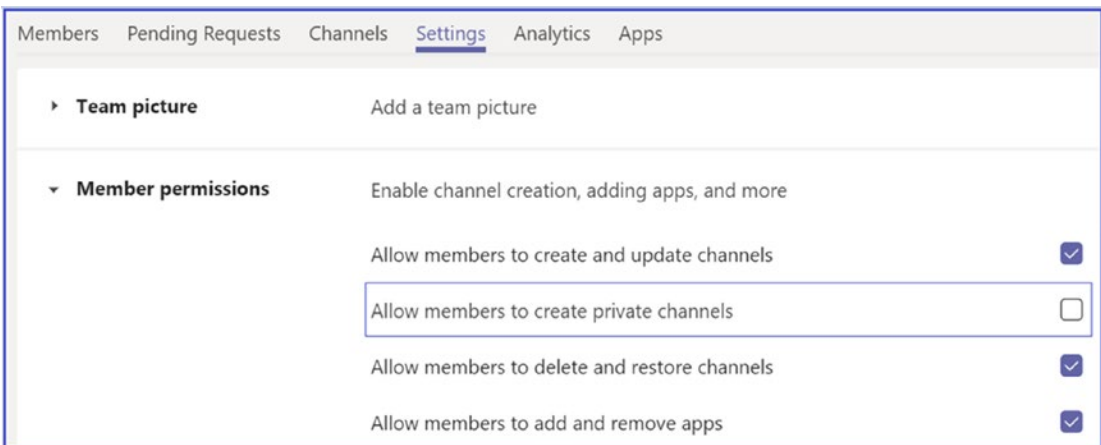 Members Pending Requests Channels Settings Analytics Apps
Team picture Add a team picture
Member permissions Enable channel creation, adding apps, and more
Allow members to create and update channels
Allow members to create private channels
Allow members to delete and restore channels
Allow members to add and remove apps